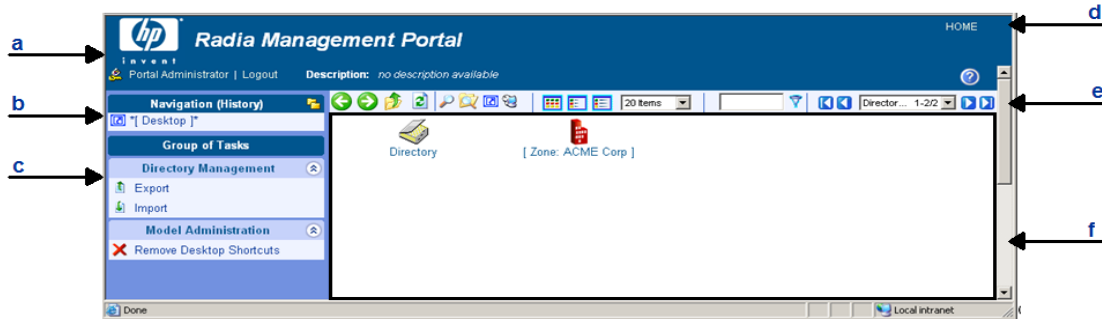 d
HOME
hp
invent
Radia Management Portal
a
Portal Administrator | Logout
Description: no description available
b
Navigation (History)
20 Items
Director... 1-2/2
e
*[ Desktop ]*
Group of Tasks
Directory
[ Zone: ACME Corp ]
c
Directory Management
Export
Import
Model Administration
f
Remove Desktop Shortcuts
Done
Local intranet